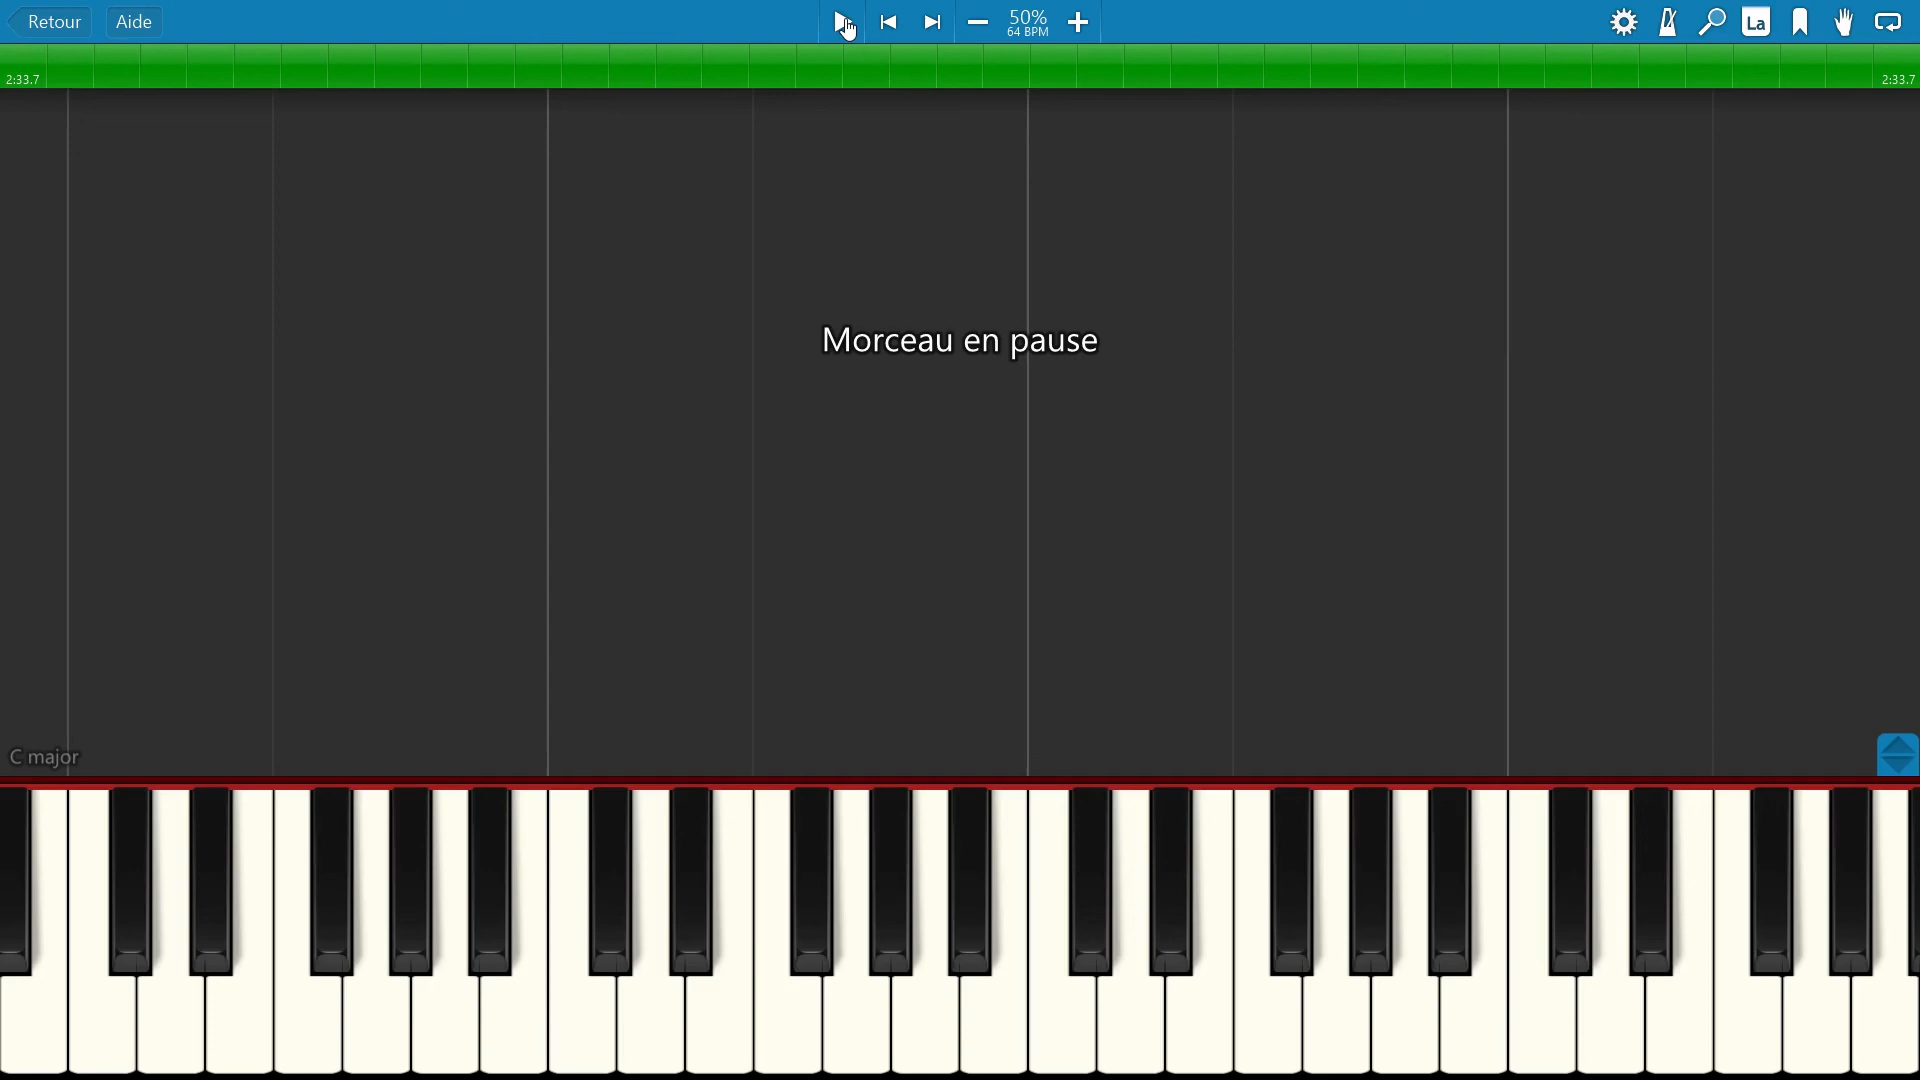 Retour
Aide
50%
64 BPM
La
2:33.7
2:33.7
Morceau en pause
C major